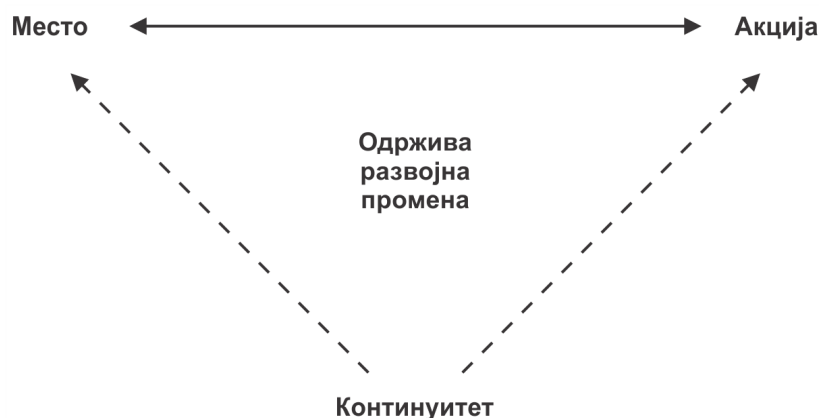 Место
Акција
Одржива
развојна
промена
Континуитет